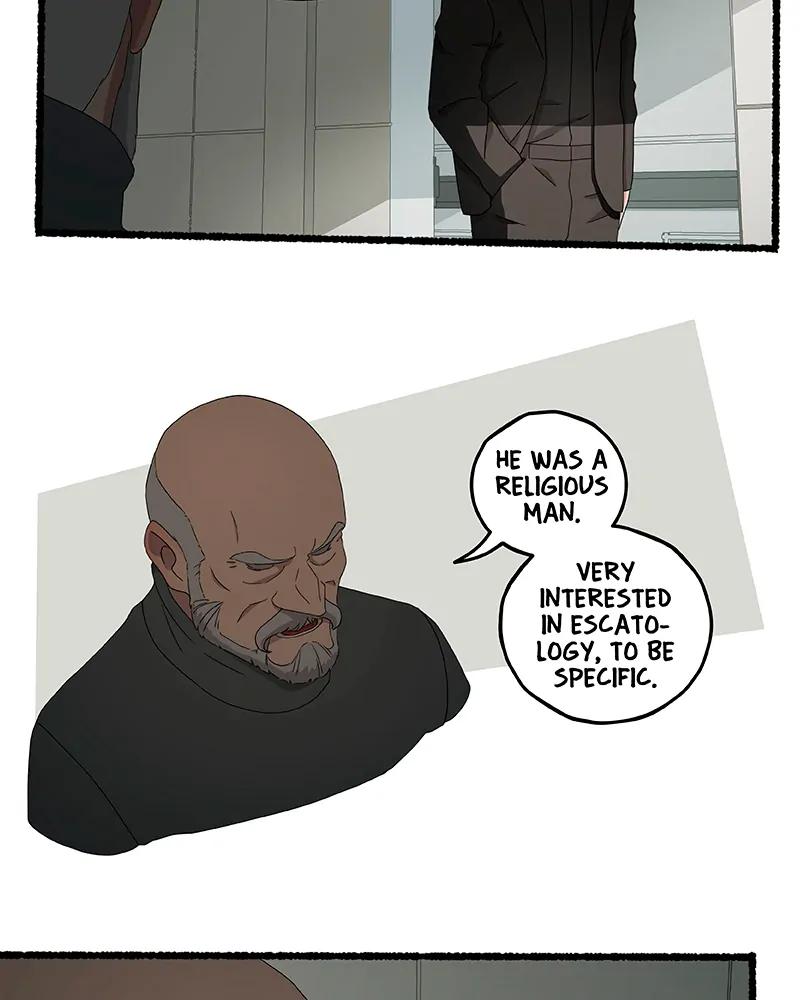 HE WAS A
RELIGIOUS
MAN.
VERY
INTERESTED
IN ESCATO-
LOGY, TO BE
SPECIFIC.